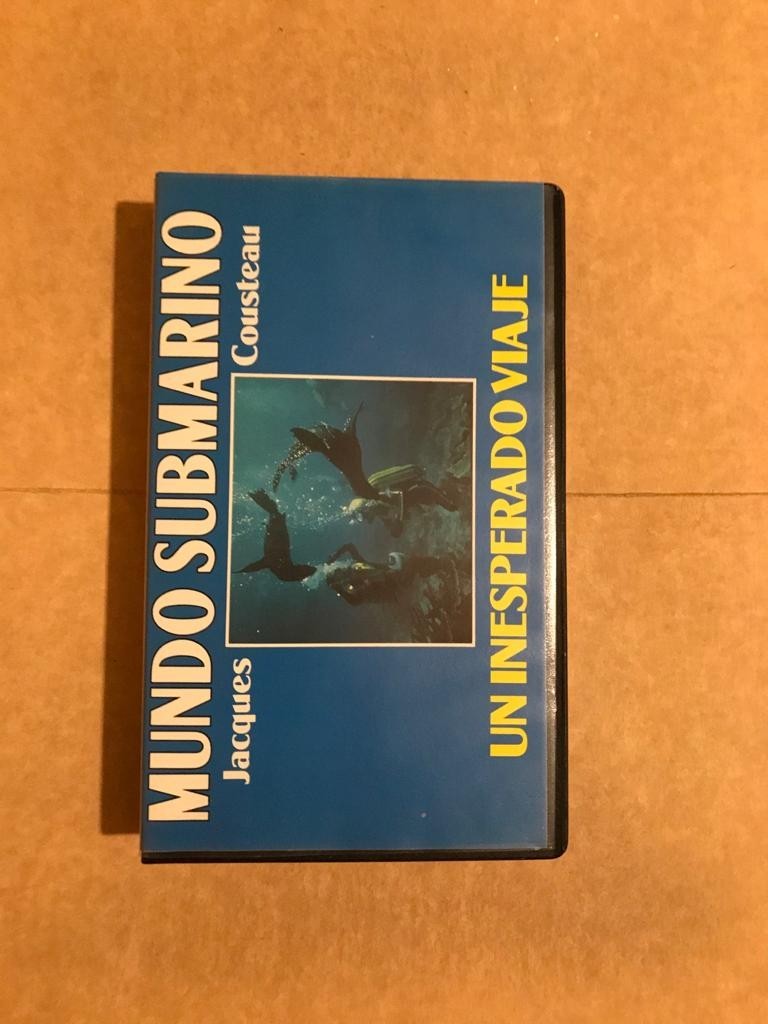 MUNDO SUBMARINO
Jacques Cousteau
UN INESPERADO VIAJE